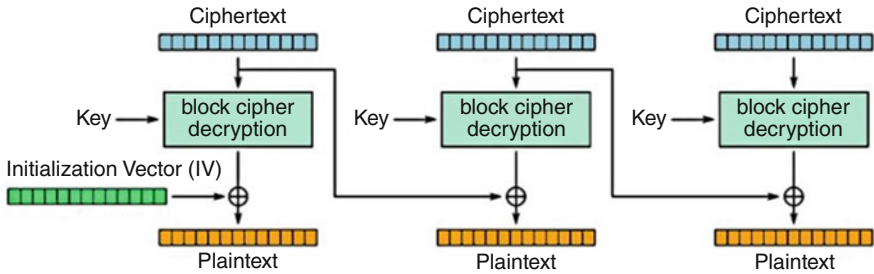 Ciphertext
Ciphertext
Ciphertext
Key
block cipher
decryption
Key
block cipher
decryption
Key
block cipher
decryption
Initialization Vector (IV)
Plaintext
Plaintext
Plaintext